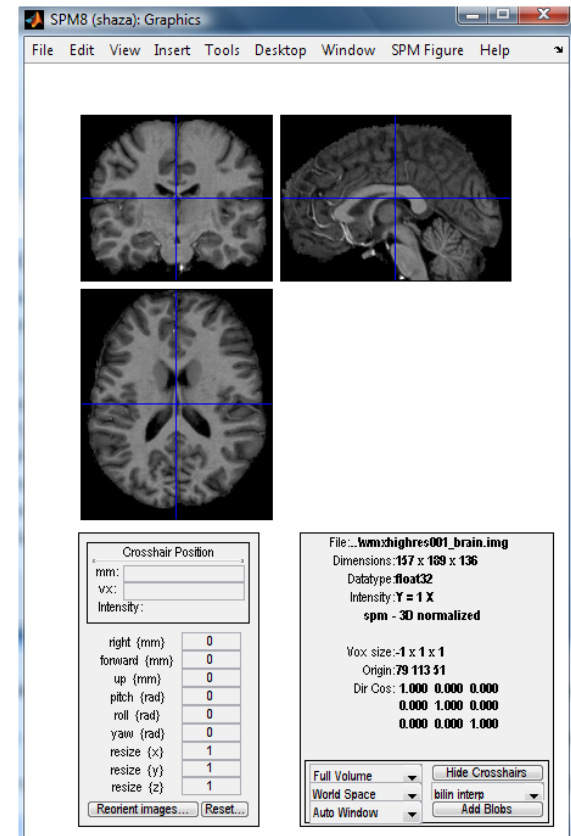 SPM8 (shaza): Graphics
File Edit View Insert Tools Desktop Window SPM Figure Help
Crosshair Position
mm:
vx:
Intensity:
right {mm} 0
forward {mm} 0
up {mm} 0
pitch {rad} 0
roll {rad} 0
yaw {rad} 0
resize {x} 1
resize {y} 1
resize {z} 1
Reorient images... Reset...
File:..\wmxhighres001_brain.img
Dimensions:157 x 189 x 136
Datatype:float32
Intensity:Y = 1 X
spm - 3D normalized
Vox size:-1 x 1 x 1
Origin:79 113 51
Dir Cos: 1.000 0.000 0.000
0.000 1.000 0.000
0.000 0.000 1.000
Full Volume Hide Crosshairs
World Space bilin interp
Auto Window Add Blobs